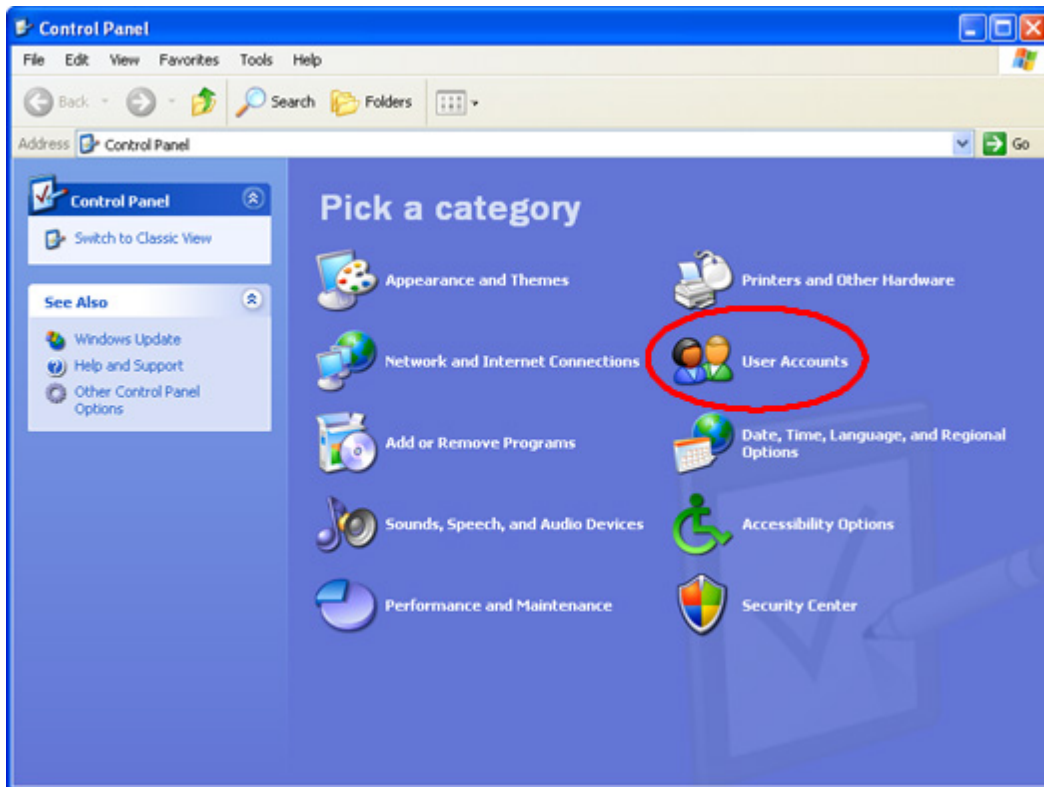 Control Panel
File Edit View Favorites Tools Help
Back Search Folders
Address Control Panel Go
Control Panel
Switch to Classic View
See Also
Windows Update
Help and Support
Other Control Panel
Options
Pick a category
Appearance and Themes
Printers and Other Hardware
Network and Internet Connections
User Accounts
Add or Remove Programs
Date, Time, Language, and Regional
Options
Sounds, Speech, and Audio Devices
Accessibility Options
Performance and Maintenance
Security Center